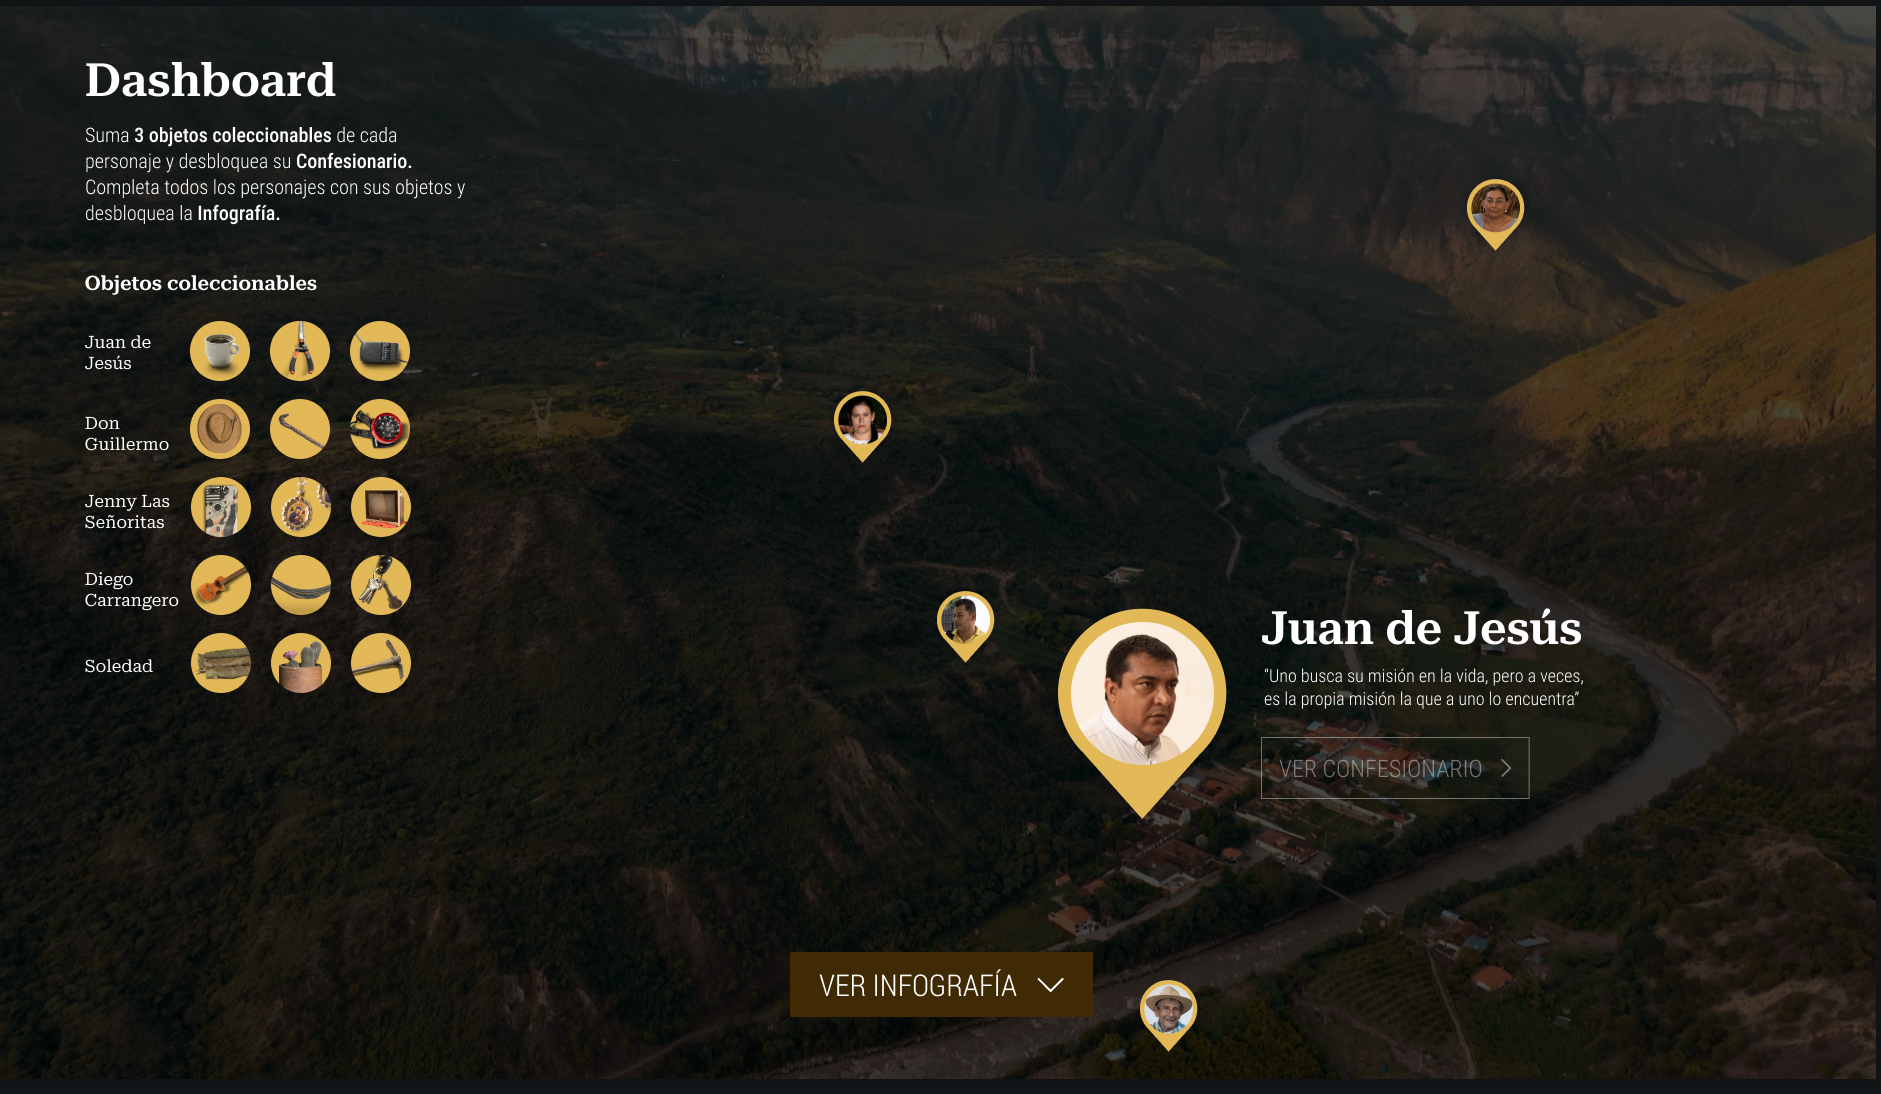 Dashboard
Suma 3 objetos coleccionables de cada
personaje y desbloquea su Confesionario.
Completa todos los personajes con sus objetos y
desbloquea la Infografía.
Objetos coleccionables
Juan de
Jesús
Don
Guillermo
Jenny Las
Señoritas
Diego
Carrangero
Soledad
Juan de Jesús
“Uno busca su misión en la vida, pero a veces,
es la propia misión la que a uno lo encuentra”
VER CONFESIONARIO
VER INFOGRAFÍA